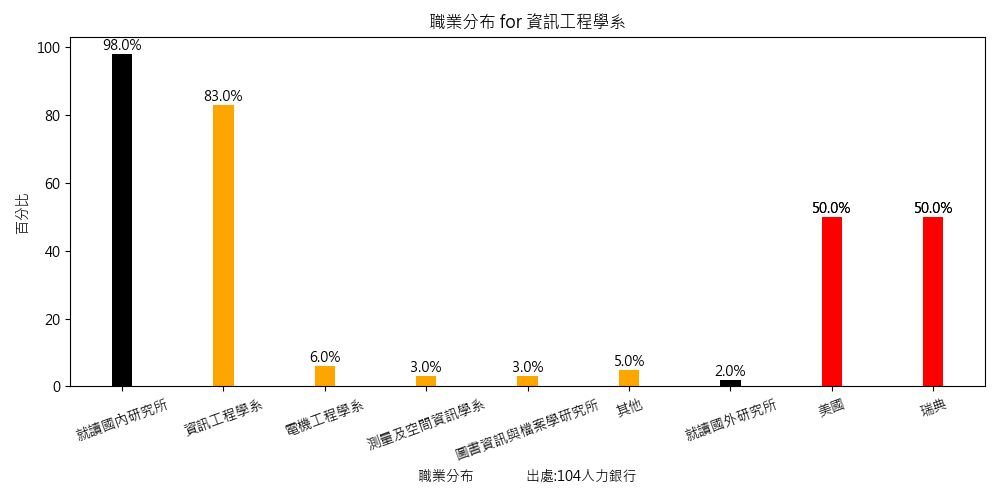 職業分布 for 資訊工程學系
百分比
100
80
60
40
20
0
98.0%
83.0%
6.0%
3.0%
3.0%
5.0%
2.0%
50.0%
50.0%
就讀國內研究所
資訊工程學系
電機工程學系
測量及空間資訊學系
圖書資訊與檔案學研究所
其他
就讀國外研究所
美國
瑞典
職業分布 出處:104人力銀行